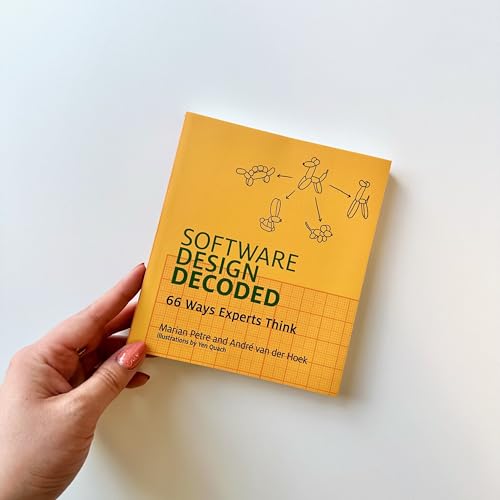 SOFTWARE
DESIGN
DECODED
66 Ways Experts Think
Marian Petre and André van der Hoek
illustrations by Yen Quach